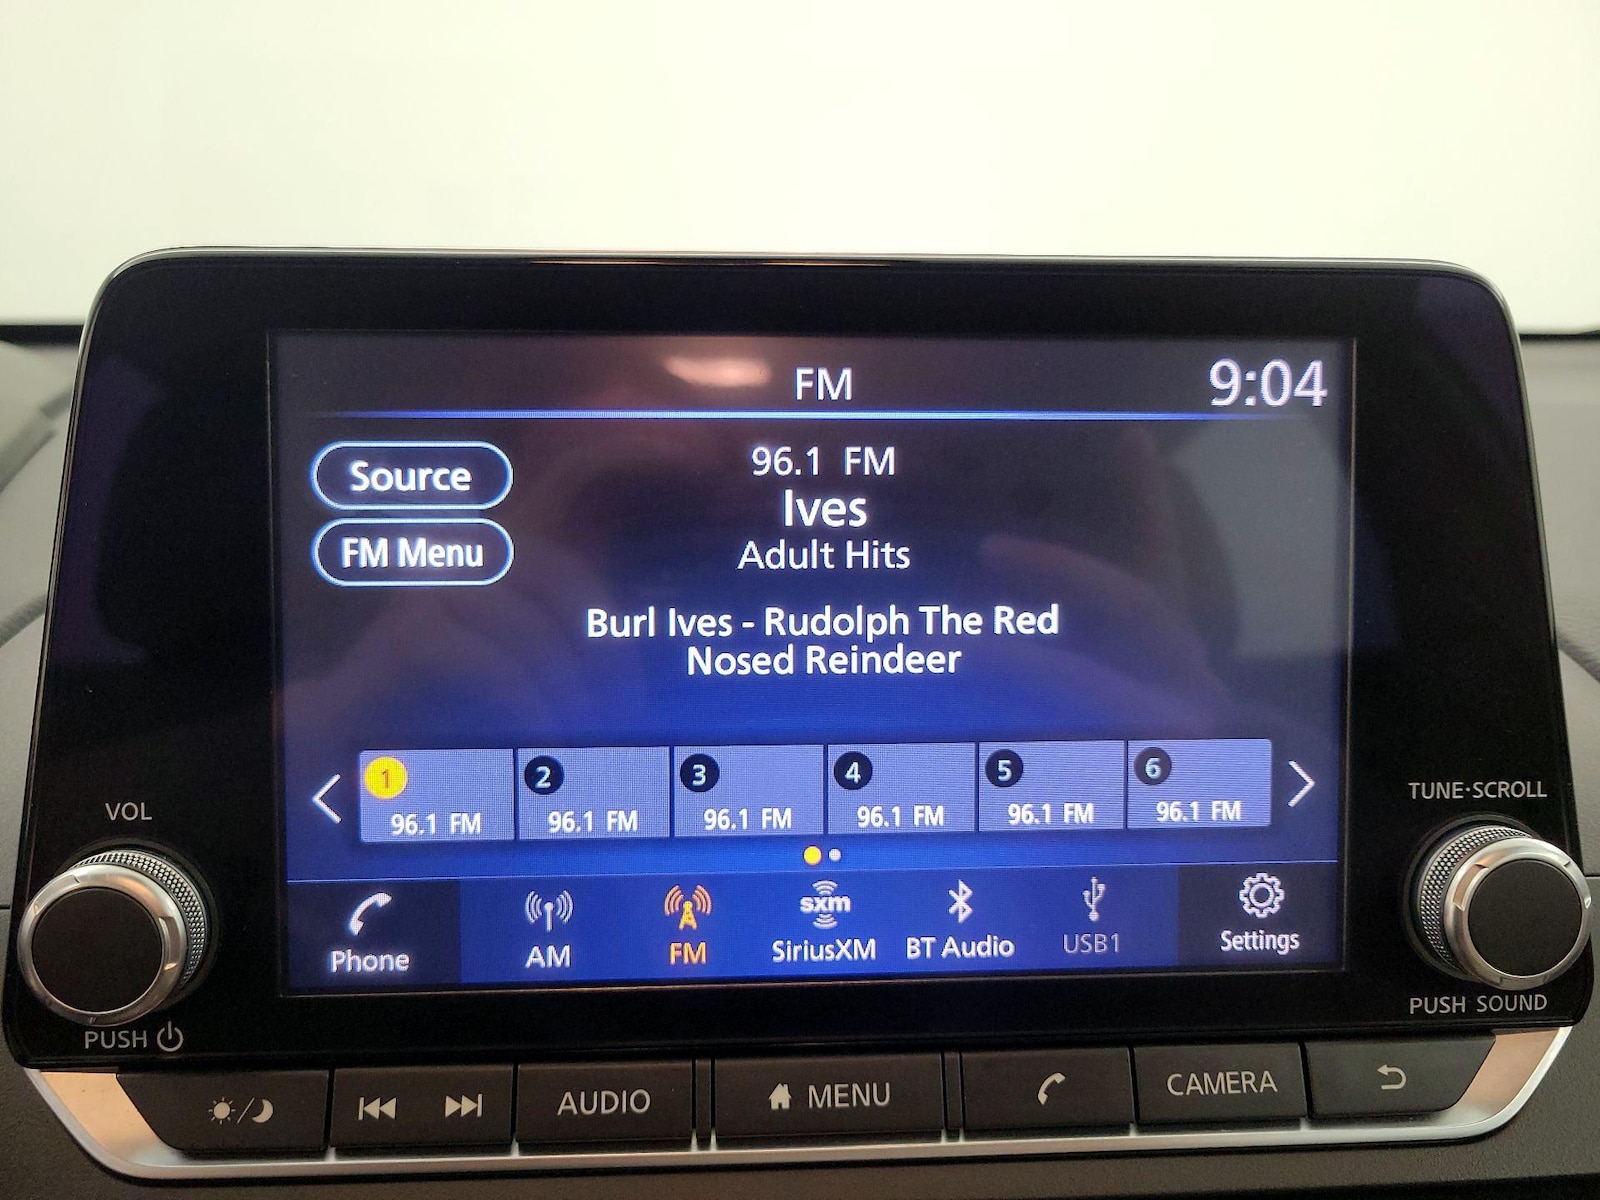 FM
9:04
Source
FM Menu
96.1 FM
Ives
Adult Hits
Burl Ives - Rudolph The Red
Nosed Reindeer
1
96.1 FM
2
96.1 FM
3
96.1 FM
4
96.1 FM
5
96.1 FM
6
96.1 FM
Phone
AM
FM
sxm
SiriusXM
BT Audio
USB1
Settings
VOL
PUSH
TUNE·SCROLL
PUSH SOUND
AUDIO
MENU
CAMERA